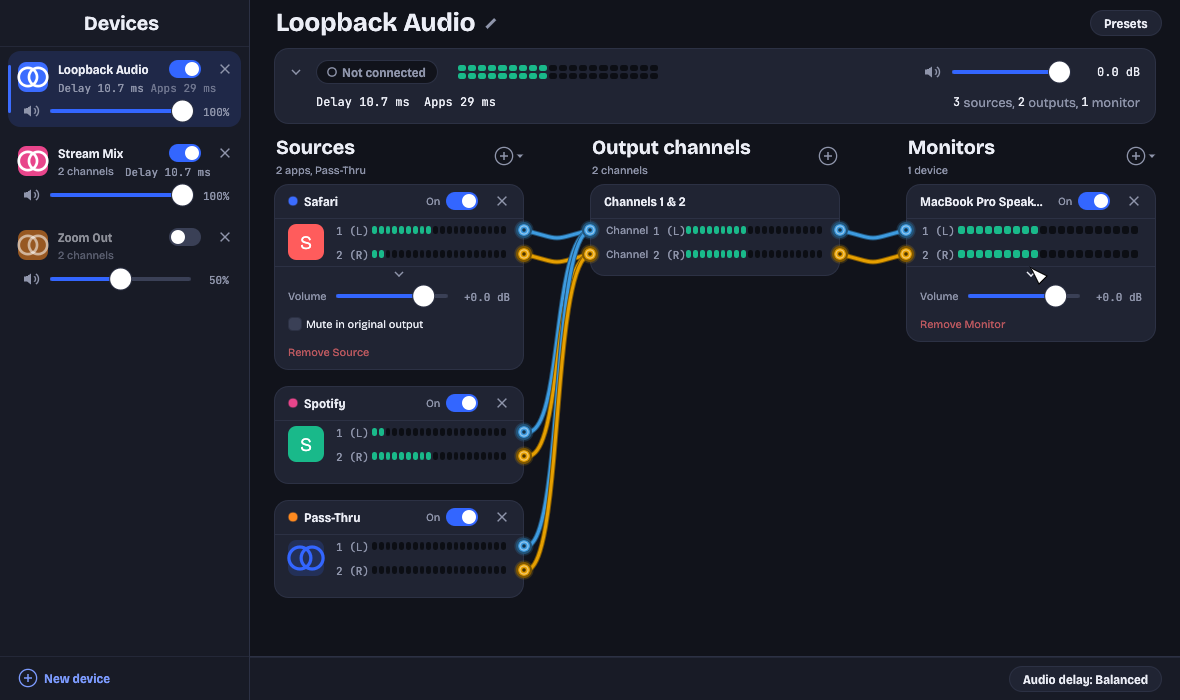 Devices
Loopback Audio
Delay 10.7 ms Apps 29 ms
100%
Stream Mix
2 channels Delay 10.7 ms
100%
Zoom Out
2 channels
50%
New device
Loopback Audio
Presets
Not connected
0.0 dB
Delay 10.7 ms Apps 29 ms
3 sources, 2 outputs, 1 monitor
Sources
2 apps, Pass-Thru
Safari On
S
1 (L)
2 (R)
Volume +0.0 dB
Mute in original output
Remove Source
Spotify On
S
1 (L)
2 (R)
Pass-Thru On
1 (L)
2 (R)
Output channels
2 channels
Channels 1 & 2
Channel 1 (L)
Channel 2 (R)
Monitors
1 device
MacBook Pro Speak... On
1 (L)
2 (R)
Volume +0.0 dB
Remove Monitor
Audio delay: Balanced